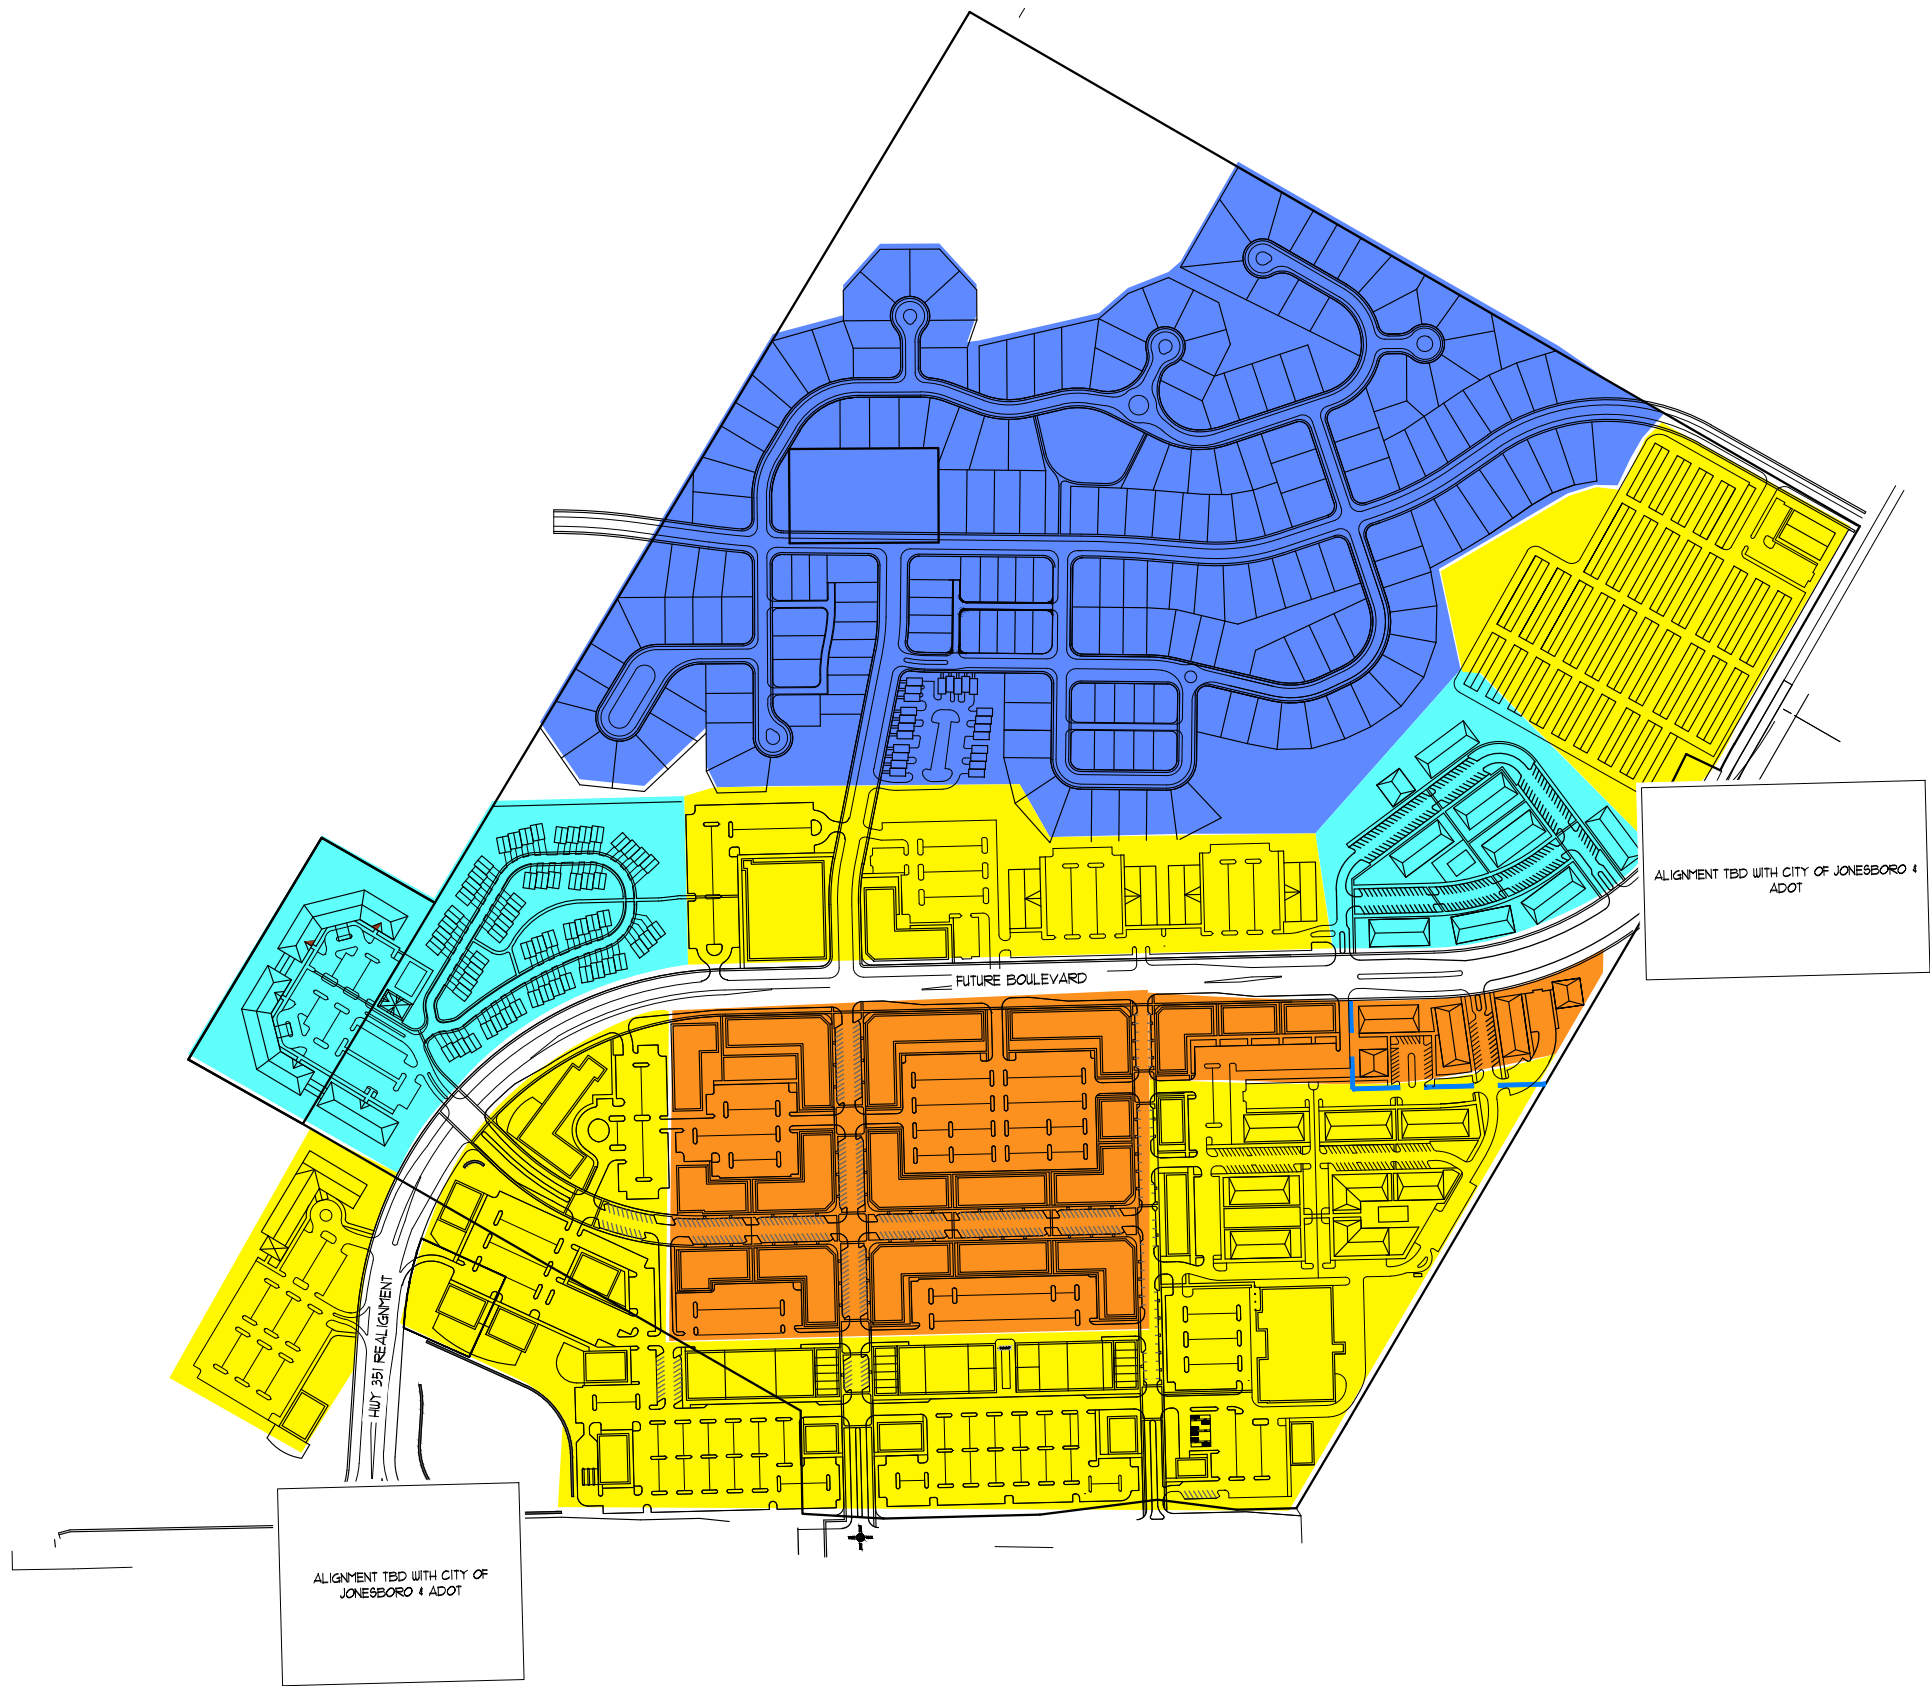 ALIGNMENT TBD WITH CITY OF JONESBORO &
ADOT
FUTURE BOULEVARD
HWY 351 REALIGNMENT
ALIGNMENT TBD WITH CITY OF
JONESBORO & ADOT